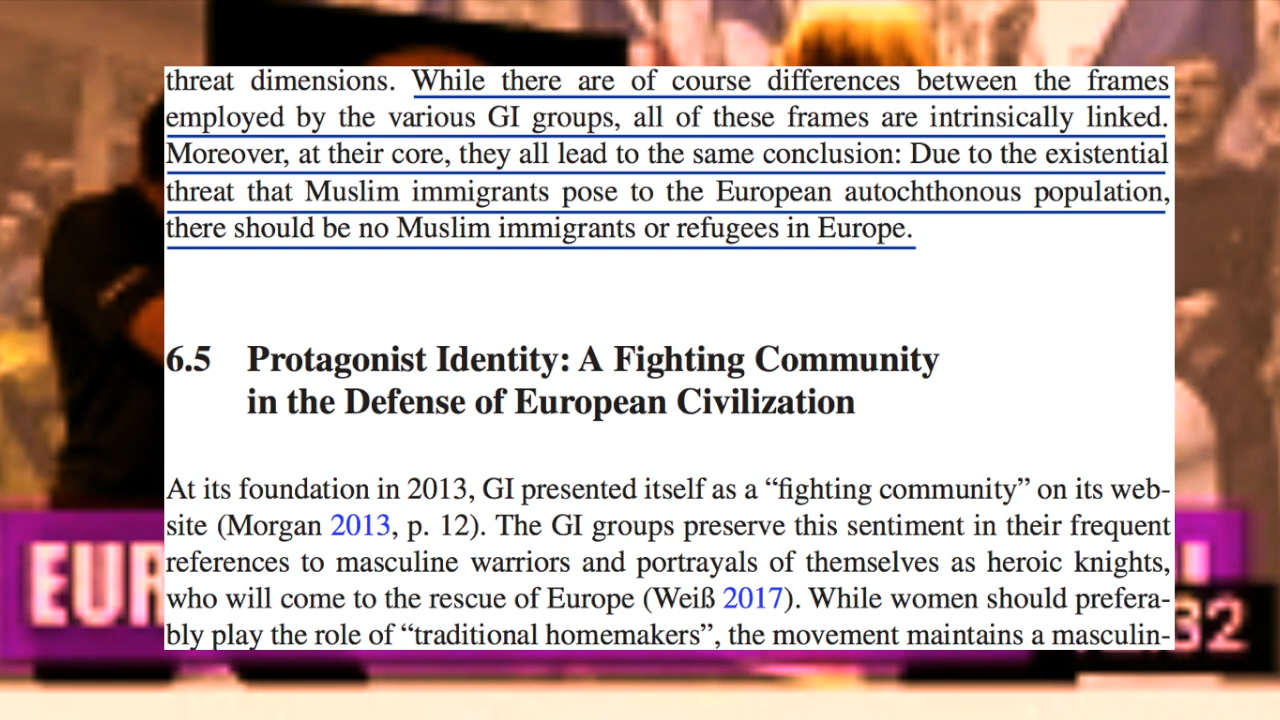 threat dimensions. While there are of course differences between the frames
employed by the various GI groups, all of these frames are intrinsically linked.
Moreover, at their core, they all lead to the same conclusion: Due to the existential
threat that Muslim immigrants pose to the European autochthonous population,
there should be no Muslim immigrants or refugees in Europe.
6.5 Protagonist Identity: A Fighting Community
in the Defense of European Civilization
At its foundation in 2013, GI presented itself as a “fighting community” on its web-
site (Morgan 2013, p. 12). The GI groups preserve this sentiment in their frequent
references to masculine warriors and portrayals of themselves as heroic knights,
EUR
who will come to the rescue of Europe (Weiß 2017). While women should prefera-
32
bly play the role of “traditional homemakers”, the movement maintains a masculin-